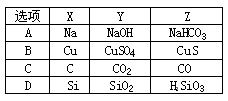 选项 X Y Z
A Na NaOH NaHCO₃
B Cu CuSO₄ CuS
C C CO₂ CO
D Si SiO₂ H₂SiO₃